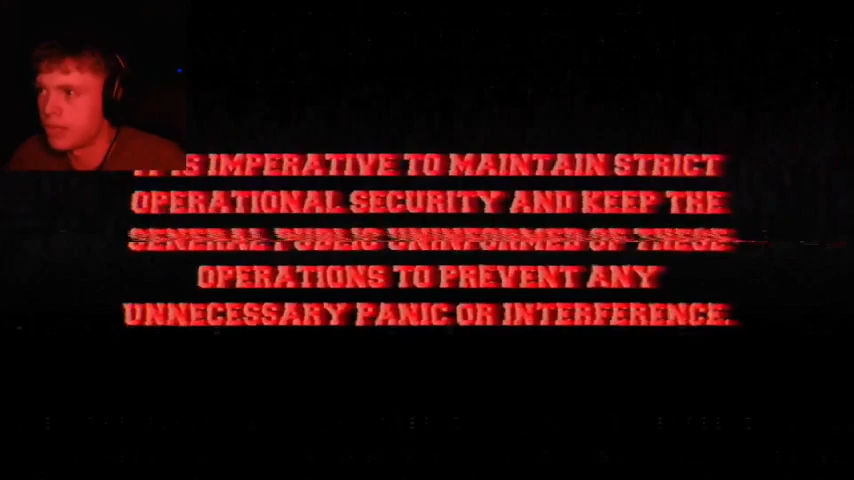 IS IMPERATIVE TO MAINTAIN STRICT
OPERATIONAL SECURITY AND KEEP THE
GENERAL PUBLIC UNINFORMED OF THESE
OPERATIONS TO PREVENT ANY
UNNECESSARY PANIC OR INTERFERENCE.